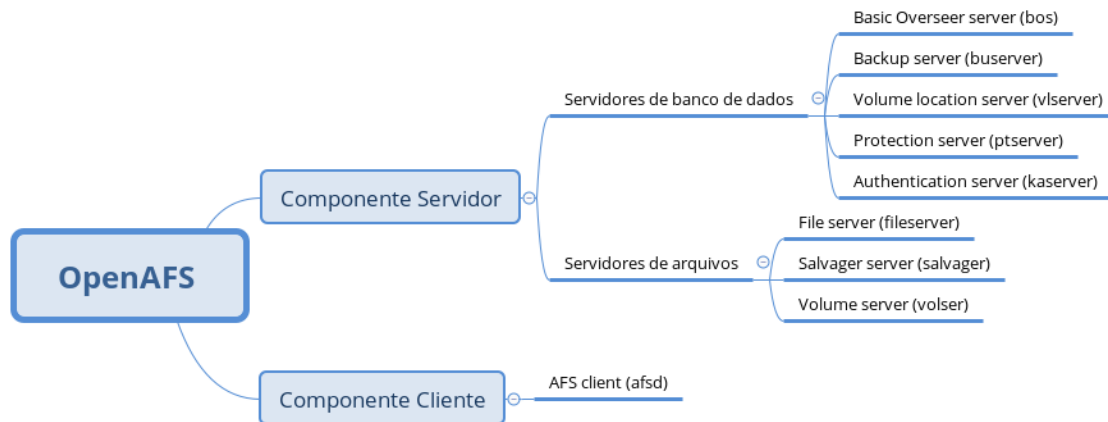 OpenAFS
Componente Servidor
Servidores de banco de dados
Basic Overseer server (bos)
Backup server (buserver)
Volume location server (vlserver)
Protection server (ptserver)
Authentication server (kaserver)
Servidores de arquivos
File server (fileserver)
Salvager server (salvager)
Volume server (volser)
Componente Cliente
AFS client (afsd)